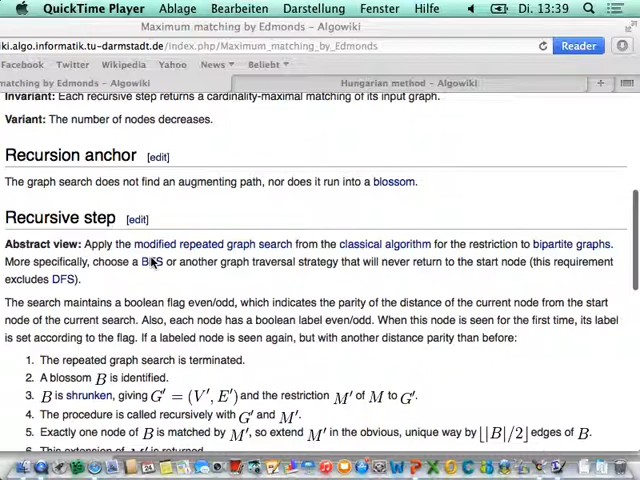 QuickTime Player Ablage Bearbeiten Darstellung Fenster Hilfe Di. 13:39
Maximum matching by Edmonds - Algowiki
iki.algo.informatik.tu-darmstadt.de/index.php/Maximum_matching_by_Edmonds Reader
Facebook Twitter Wikipedia Yahoo News Beliebt
matching by Edmonds - Algowiki Hungarian method - Algowiki
Invariant: Each recursive step returns a cardinality-maximal matching of its input graph.
Variant: The number of nodes decreases.
Recursion anchor [edit]
The graph search does not find an augmenting path, nor does it run into a blossom.
Recursive step [edit]
Abstract view: Apply the modified repeated graph search from the classical algorithm for the restriction to bipartite graphs.
More specifically, choose a BFS or another graph traversal strategy that will never return to the start node (this requirement
excludes DFS).
The search maintains a boolean flag even/odd, which indicates the parity of the distance of the current node from the start
node of the current search. Also, each node has a boolean label even/odd. When this node is seen for the first time, its label
is set according to the flag. If a labeled node is seen again, but with another distance parity than before:
1. The repeated graph search is terminated.
2. A blossom B is identified.
3. B is shrunken, giving G′ = (V′, E′) and the restriction M′ of M to G′.
4. The procedure is called recursively with G′ and M′.
5. Exactly one node of B is matched by M′, so extend M′ in the obvious, unique way by ⌊|B|/2⌋ edges of B.
6. This extension of M′ is returned.